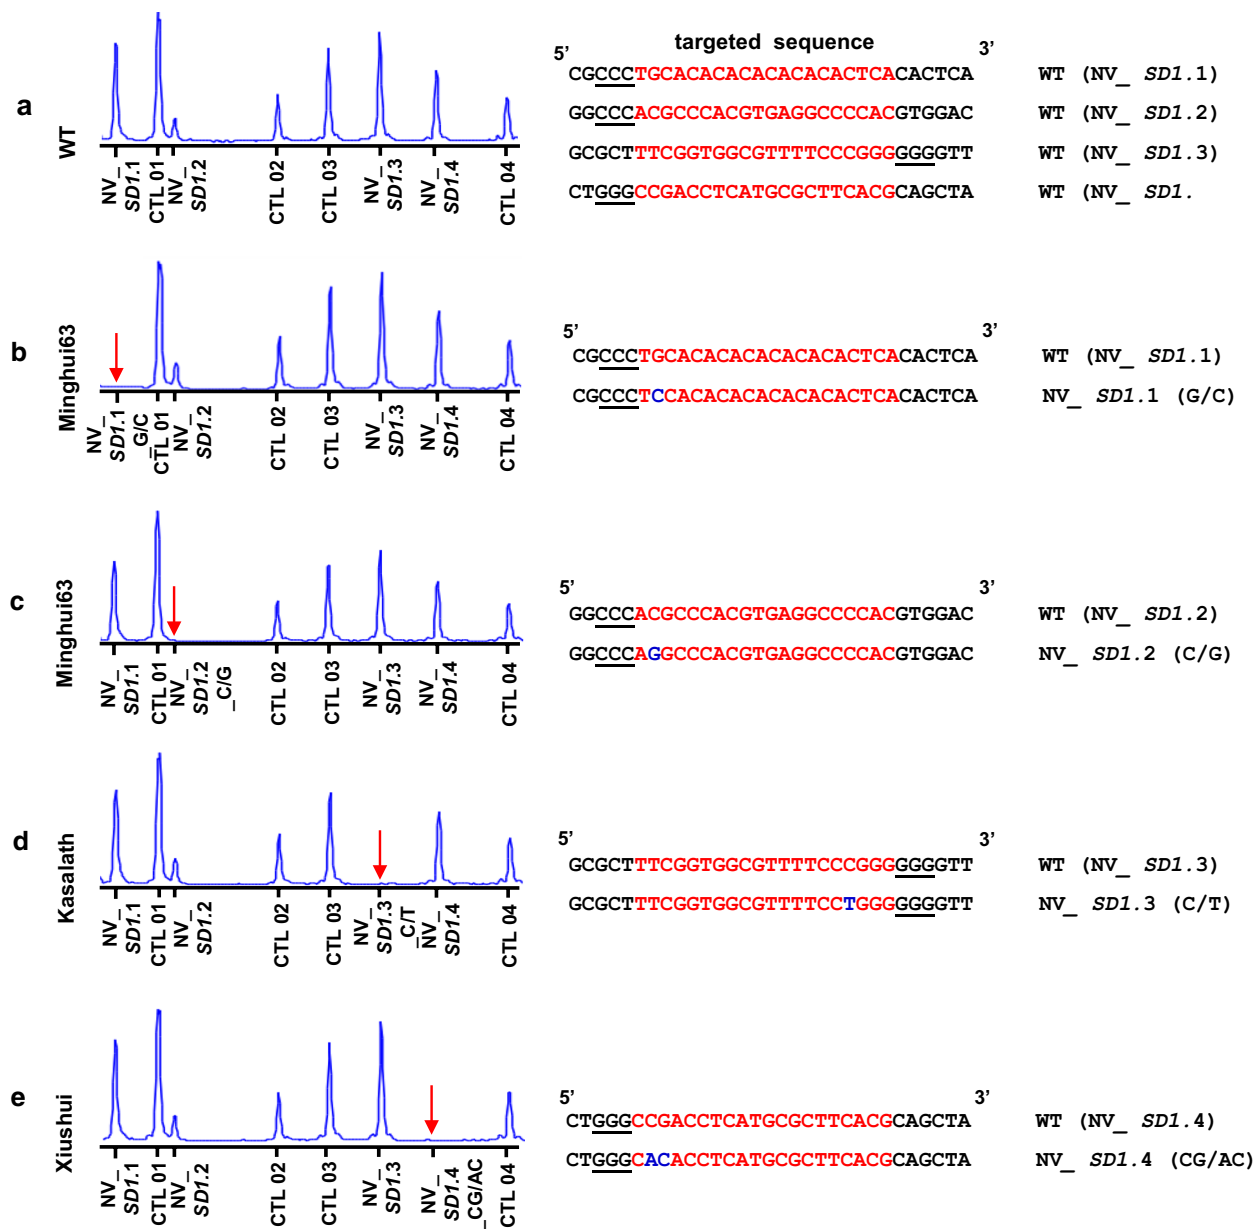 5’ targeted sequence 3’
a
WT
CGCCCTGCACACACACACACACTCACACTCA WT (NV_ SD1.1)
GGCCCACGCCCACGTGAGGCCCCACGTGGAC WT (NV_ SD1.2)
GCGCTTTCGGTGGCGTTTTCCCGGGGGGGTT WT (NV_ SD1.3)
CTGGGCCGACCTCATGCGCTTCACGCAGCTA WT (NV_ SD1.
NV_ SD1.1
CTL 01
NV_ SD1.2
CTL 02
CTL 03
NV_ SD1.3
NV_ SD1.4
CTL 04
b
Minghui63
5’ 3’
CGCCCTGCACACACACACACACTCACACTCA WT (NV_ SD1.1)
CGCCCTCCACACACACACACACTCACACTCA NV_ SD1.1 (G/C)
NV_ SD1.1 _G/C
CTL 01
NV_ SD1.2
CTL 02
CTL 03
NV_ SD1.3
NV_ SD1.4
CTL 04
c
Minghui63
5’ 3’
GGCCCACGCCCACGTGAGGCCCCACGTGGAC WT (NV_ SD1.2)
GGCCCAGGCCCACGTGAGGCCCCACGTGGAC NV_ SD1.2 (C/G)
NV_ SD1.1
CTL 01
NV_ SD1.2 _C/G
CTL 02
CTL 03
NV_ SD1.3
NV_ SD1.4
CTL 04
d
Kasalath
5’ 3’
GCGCTTTCGGTGGCGTTTTCCCGGGGGGGTT WT (NV_ SD1.3)
GCGCTTTCGGTGGCGTTTTCCTGGGGGGGTT NV_ SD1.3 (C/T)
NV_ SD1.1
CTL 01
NV_ SD1.2
CTL 02
CTL 03
NV_ SD1.3 _C/T
NV_ SD1.4
CTL 04
e
Xiushui
5’ 3’
CTGGGCCGACCTCATGCGCTTCACGCAGCTA WT (NV_ SD1.4)
CTGGGCACACCTCATGCGCTTCACGCAGCTA NV_ SD1.4 (CG/AC)
NV_ SD1.1
CTL 01
NV_ SD1.2
CTL 02
CTL 03
NV_ SD1.3
NV_ SD1.4 _CG/AC
CTL 04